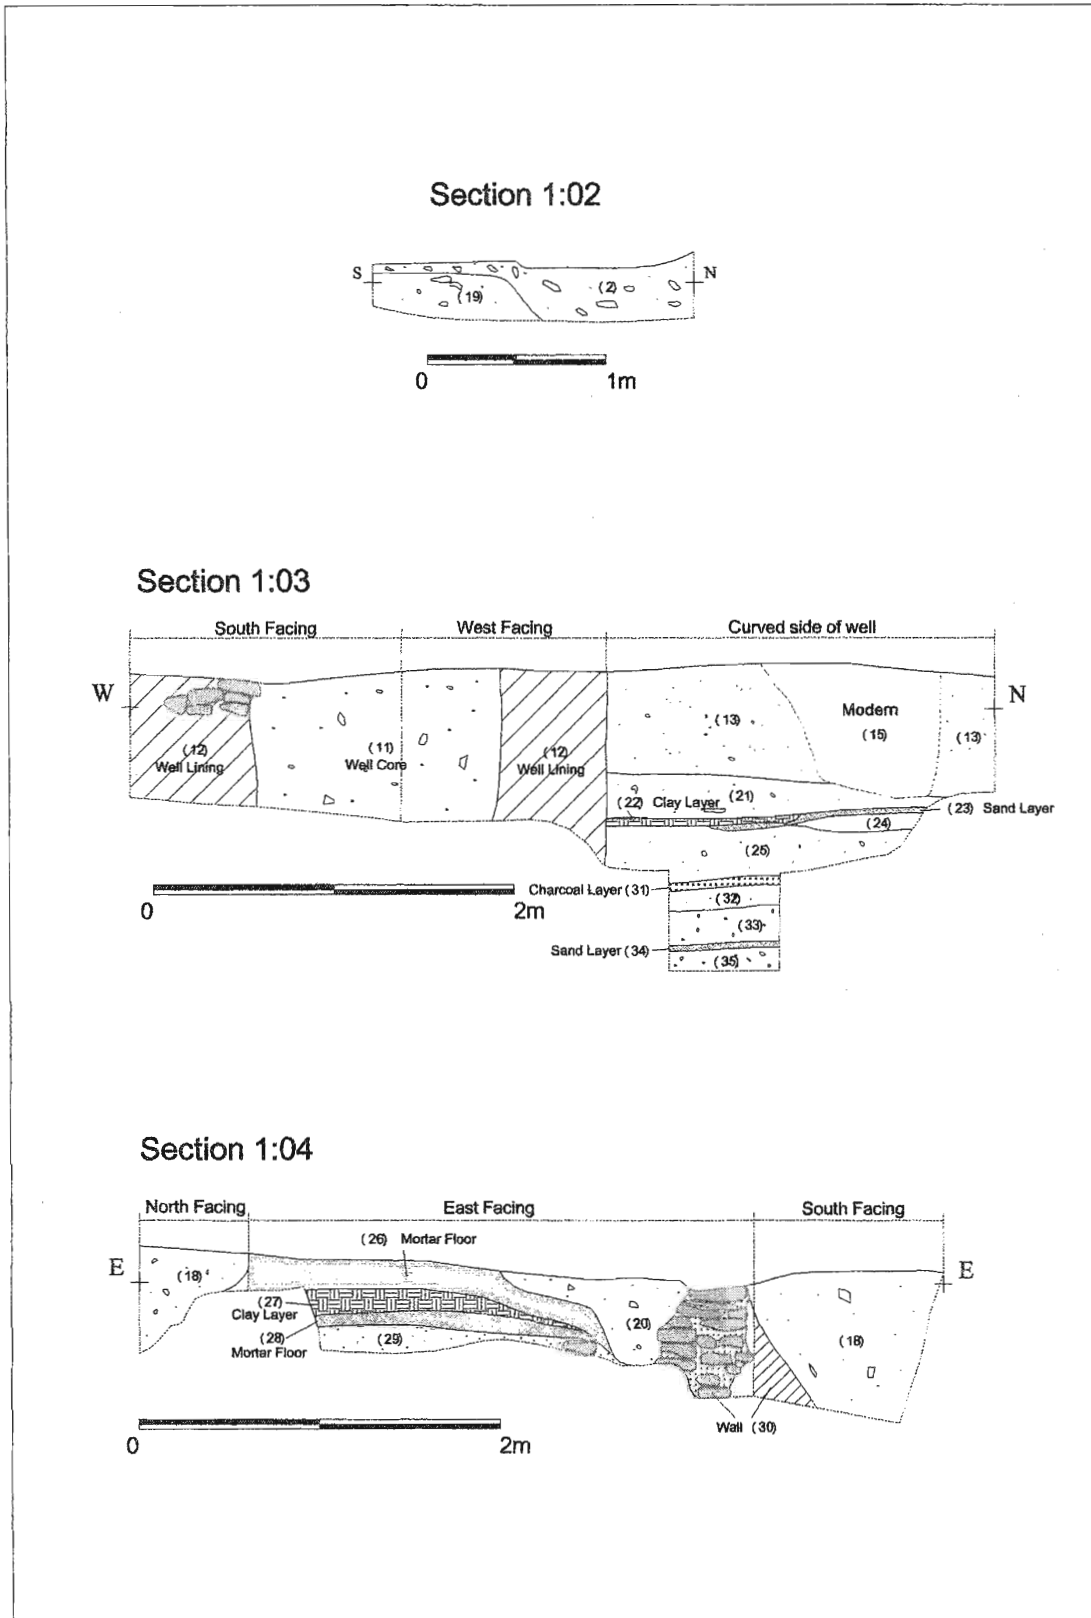 Section 1:02
S
N
(19)
(2)
0
1m
Section 1:03
South Facing
West Facing
Curved side of well
W
N
Modern
(15)
(13)
(13)
(12)
Well Lining
(11)
Well Core
(12)
Well Lining
(22) Clay Layer
(21)
(23) Sand Layer
(24)
(25)
Charcoal Layer (31)
(32)
(33)
Sand Layer (34)
(35)
0
2m
Section 1:04
North Facing
East Facing
South Facing
(26) Mortar Floor
E
E
(18)
(27)
Clay Layer
(28)
Mortar Floor
(29)
(20)
(18)
Wall (30)
0
2m